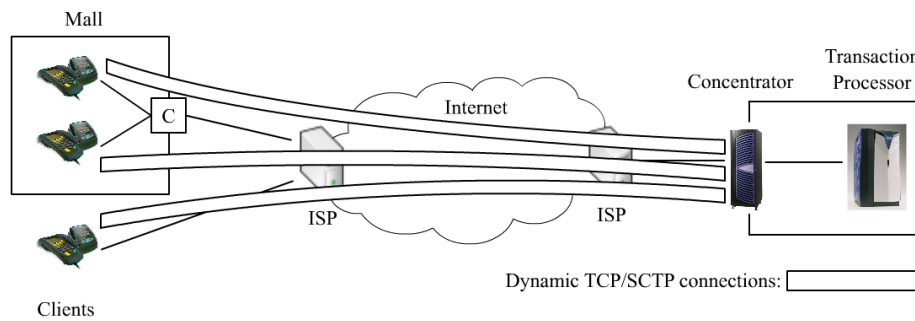 Mall
Transaction
Processor
Concentrator
Internet
C
ISP
ISP
Dynamic TCP/SCTP connections:
Clients